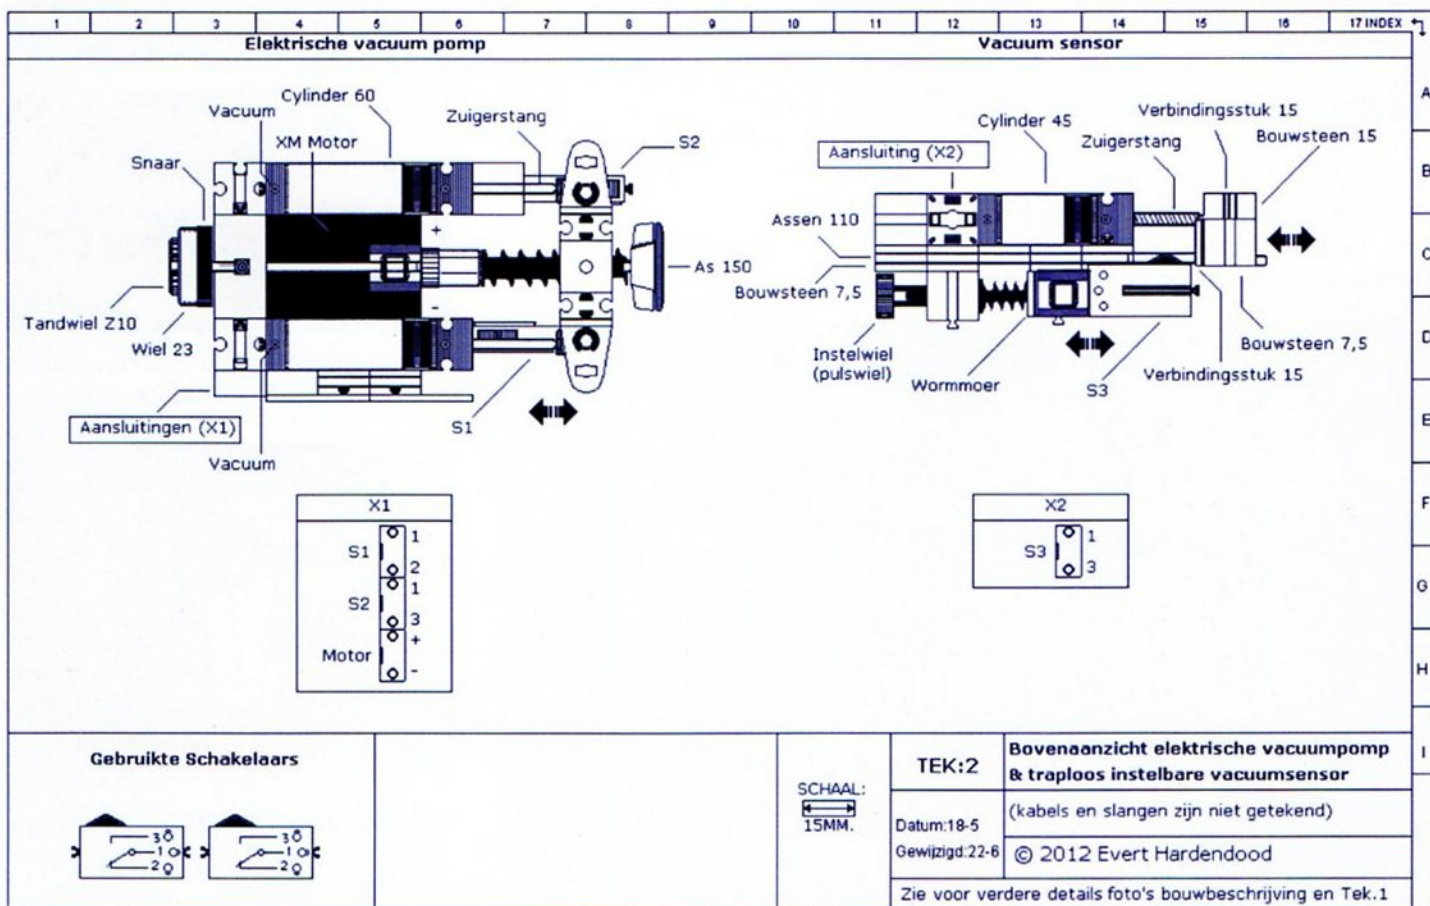 1 2 3 4 5 6 7 8 9 10 11 12 13 14 15 16 17 INDEX
Elektrische vacuum pomp
Vacuum sensor
A
B
C
D
E
F
G
H
I
Cylinder 60
Vacuum
XM Motor
Zuigerstang
Snaar
S2
+
-
As 150
Tandwiel Z10
Wiel 23
Aansluitingen (X1)
Vacuum
S1
Verbindingsstuk 15
Cylinder 45
Bouwsteen 15
Zuigerstang
Aansluiting (X2)
Assen 110
Bouwsteen 7,5
Instelwiel
(pulswiel)
Wormmoer
S3
Verbindingsstuk 15
Bouwsteen 7,5
X1
S1 1
2
S2 1
3
Motor +
-
X2
S3 1
3
Gebruikte Schakelaars
3
1
2
3
1
2
SCHAAL:
15MM.
TEK:2
Bovenaanzicht elektrische vacuumpomp
& traploos instelbare vacuumsensor
(kabels en slangen zijn niet getekend)
Datum:18-5
Gewijzigd:22-6
© 2012 Evert Hardendood
Zie voor verdere details foto's bouwbeschrijving en Tek.1